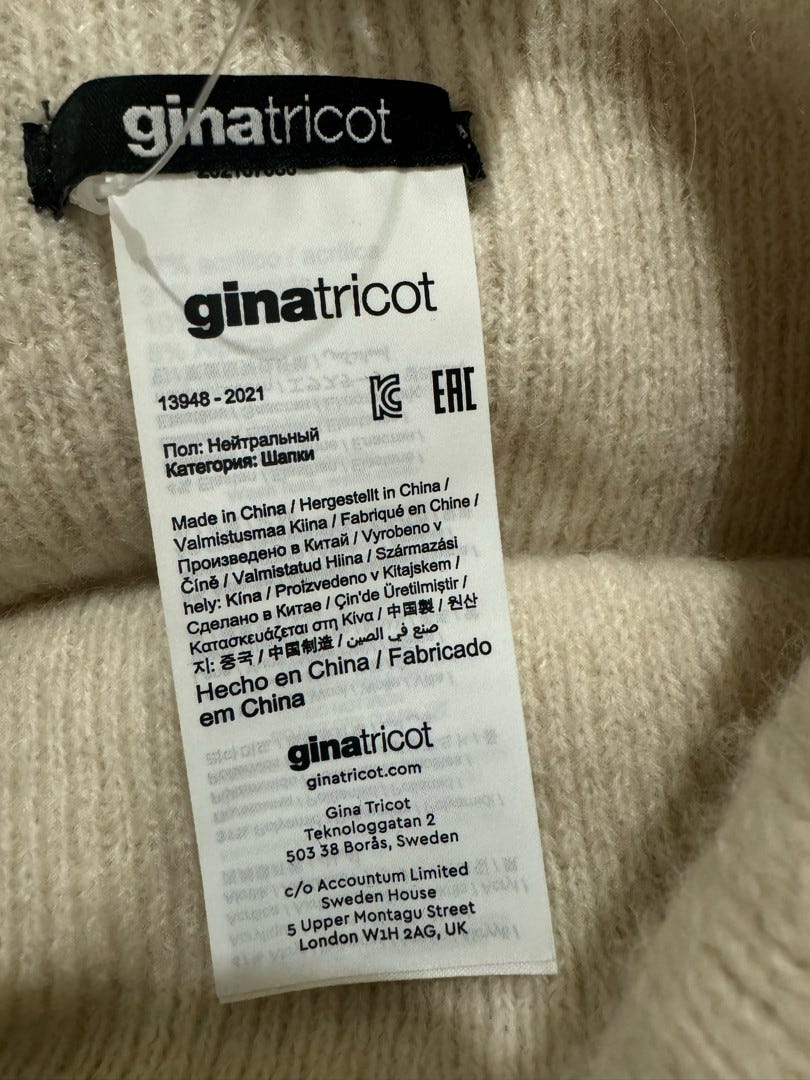 ginatricot
ginatricot
13948 - 2021
KC EAC
Пол: Нейтральный
Категория: Шапки
Made in China / Hergestellt in China /
Valmistusmaa Kiina / Fabriqué en Chine /
Произведено в Китай / Vyrobeno v
Číně / Valmistatud Hiina / Származási
hely: Kína / Proizvedeno v Kitajskem /
Сделано в Китае / Çin'de Üretilmiştir /
Κατασκευάζεται στη Κίνα / 中国製 / 원산
지: 중국 / 中国制造 / صنع في الصين /
Hecho en China / Fabricado
em China
ginatricot
ginatricot.com
Gina Tricot
Teknologgatan 2
503 38 Borås, Sweden
c/o Accountum Limited
Sweden House
5 Upper Montagu Street
London W1H 2AG, UK